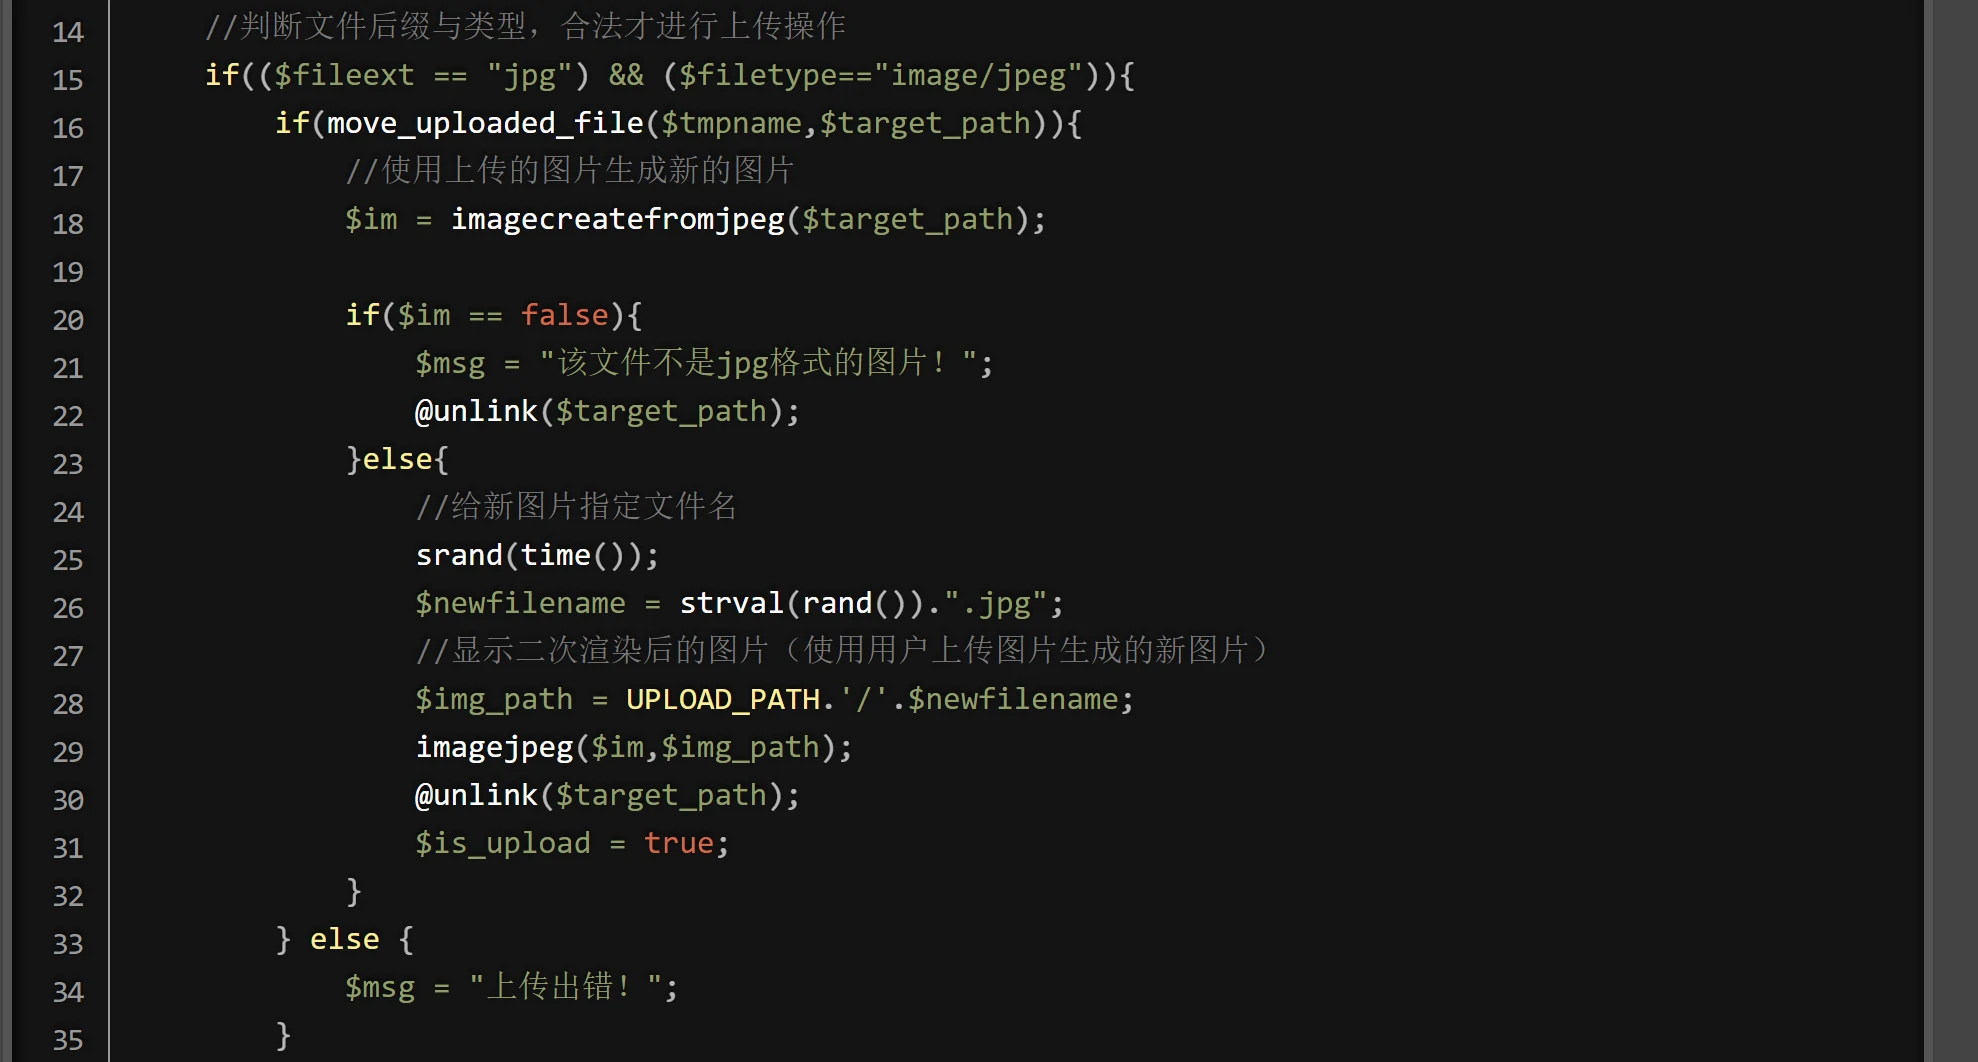 14 //判断文件后缀与类型，合法才进行上传操作
15 if(($fileext == "jpg") && ($filetype=="image/jpeg")){
16 if(move_uploaded_file($tmpname,$target_path)){
17 //使用上传的图片生成新的图片
18 $im = imagecreatefromjpeg($target_path);
19
20 if($im == false){
21 $msg = "该文件不是jpg格式的图片！";
22 @unlink($target_path);
23 }else{
24 //给新图片指定文件名
25 srand(time());
26 $newfilename = strval(rand()).".jpg";
27 //显示二次渲染后的图片（使用用户上传图片生成的新图片）
28 $img_path = UPLOAD_PATH.'/'.$newfilename;
29 imagejpeg($im,$img_path);
30 @unlink($target_path);
31 $is_upload = true;
32 }
33 } else {
34 $msg = "上传出错！";
35 }